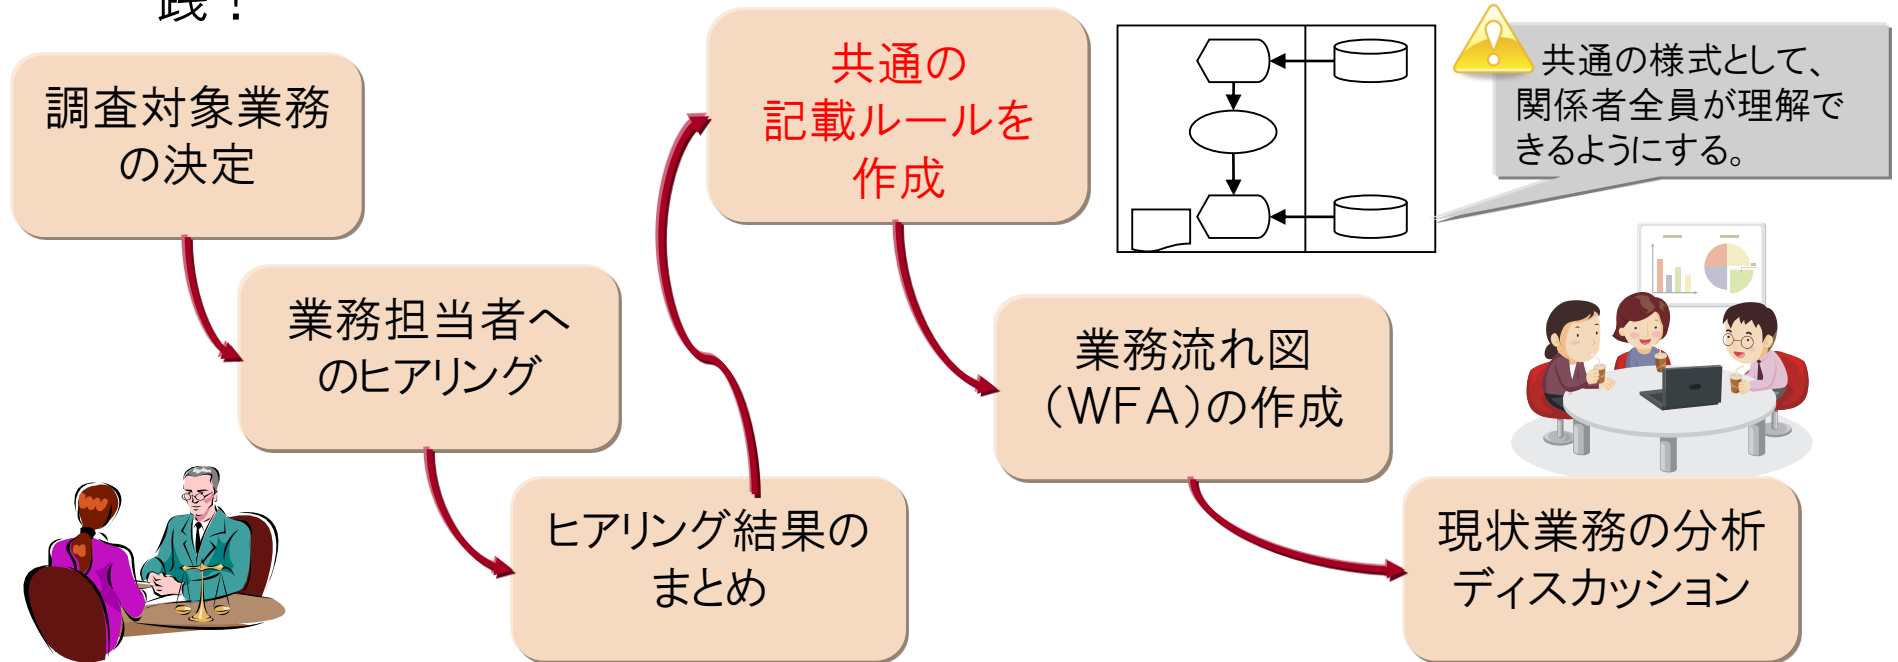 践！
調査対象業務
の決定
業務担当者へ
のヒアリング
ヒアリング結果の
まとめ
共通の
記載ルールを
作成
共通の様式として、
関係者全員が理解で
きるようにする。
業務流れ図
（WFA）の作成
現状業務の分析
ディスカッション